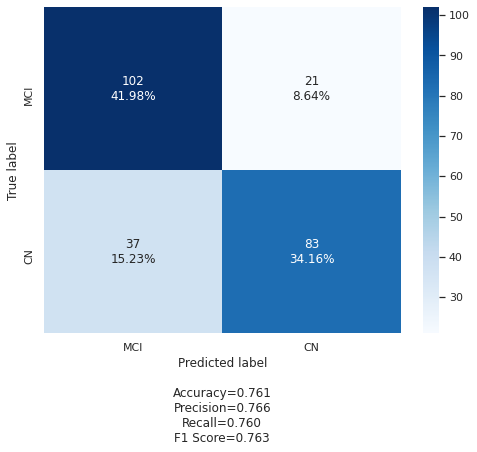 102
41.98%
21
8.64%
37
15.23%
83
34.16%
MCI
CN
True label
MCI
CN
Predicted label
Accuracy=0.761
Precision=0.766
Recall=0.760
F1 Score=0.763
100
90
80
70
60
50
40
30